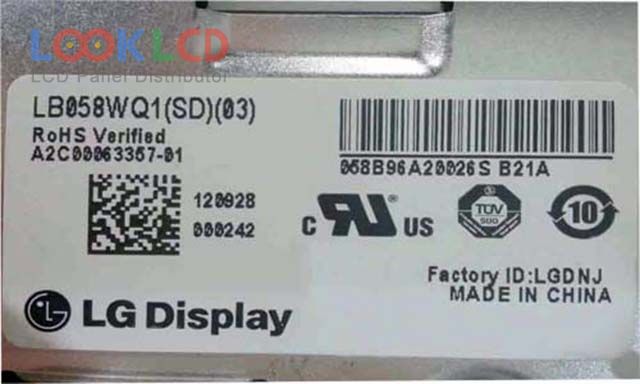 LOOKLCD
LCD Panel Distributor
LB058WQ1(SD)(03)
RoHS Verified
A2C00063357-01
058B96A20026S B21A
120928
000242
c RU US
TÜV
SÜD
10
Factory ID:LGDNJ
MADE IN CHINA
LG Display